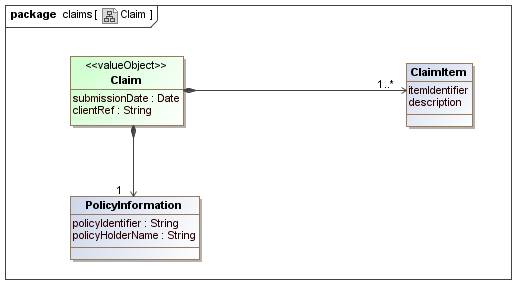 package claims [ Claim ]
<<valueObject>>
Claim
submissionDate : Date
clientRef : String
1..*
ClaimItem
itemIdentifier
description
1
PolicyInformation
policyIdentifier : String
policyHolderName : String